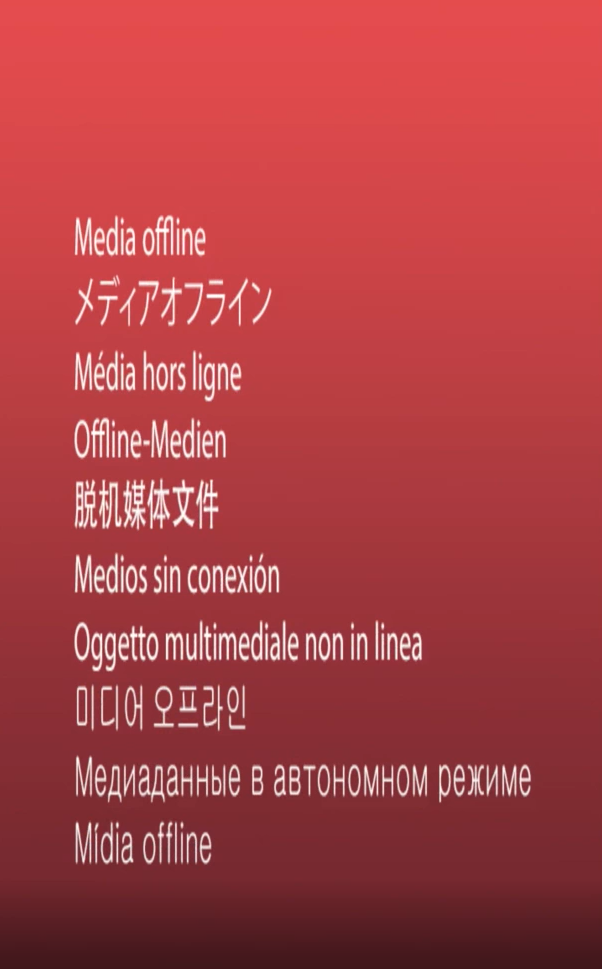 Media offline
メディアオフライン
Média hors ligne
Offline-Medien
脱机媒体文件
Medios sin conexión
Oggetto multimediale non in linea
미디어 오프라인
Медиаданные в автономном режиме
Mídia offline